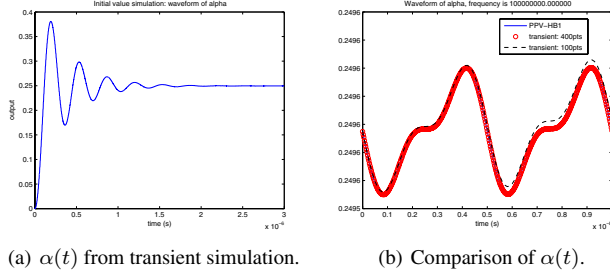 Initial value simulation: waveform of alpha
0.4
0.35
0.3
0.25
0.2
0.15
0.1
0.05
0
output
0 0.5 1 1.5 2 2.5 3
time (s)
x 10⁻⁶
(a) α(t) from transient simulation.
Waveform of alpha, frequency is 100000000.000000
0.2496
0.2496
0.2496
0.2496
0.2495
PPV-HB1
transient: 400pts
transient: 100pts
0 0.1 0.2 0.3 0.4 0.5 0.6 0.7 0.8 0.9
time (s)
(b) Comparison of α(t).